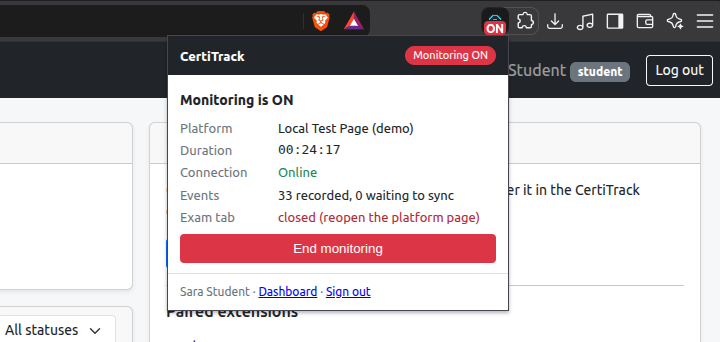 ON
CertiTrack
Monitoring ON
Student student
Log out
Monitoring is ON
Platform Local Test Page (demo)
Duration 00:24:17
Connection Online
Events 33 recorded, 0 waiting to sync
Exam tab closed (reopen the platform page)
End monitoring
Sara Student · Dashboard · Sign out
er it in the CertiTrack
Paired extensions
All statuses